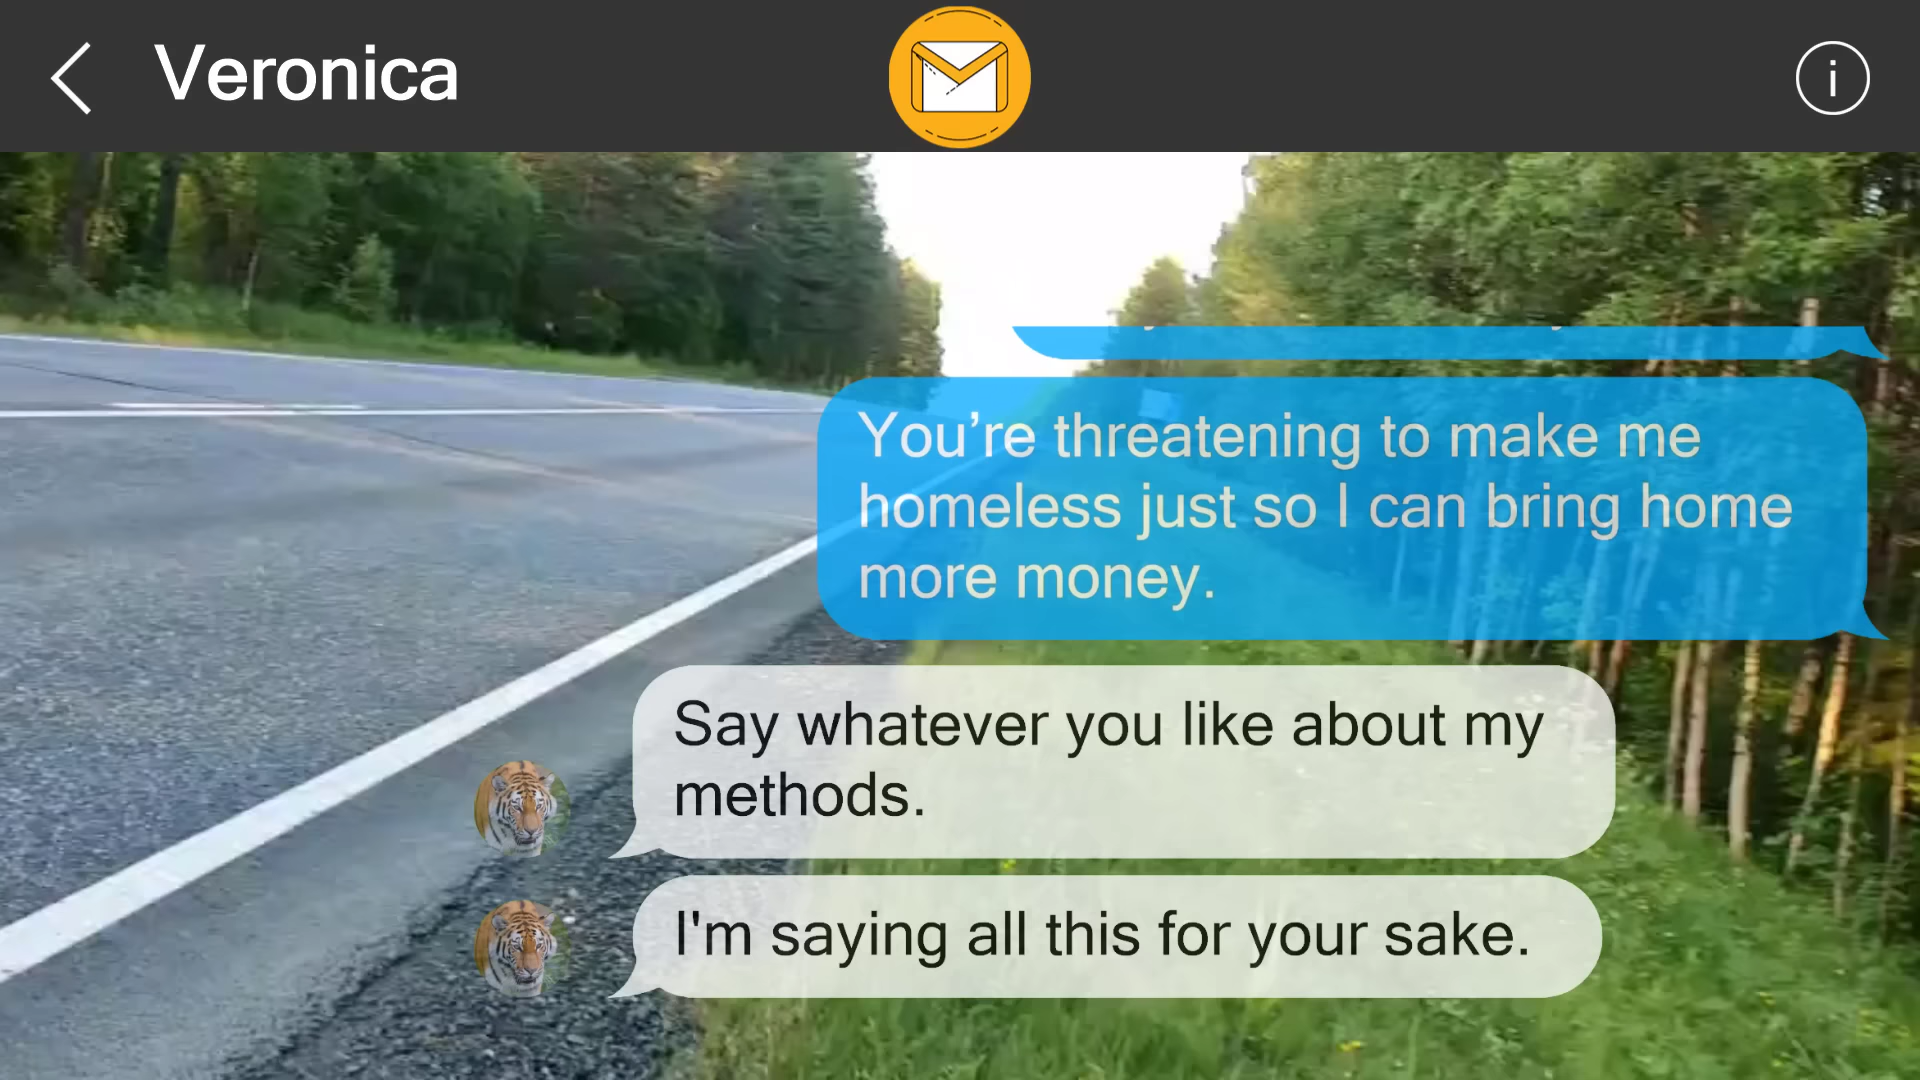 Veronica
i
You’re threatening to make me
homeless just so I can bring home
more money.
Say whatever you like about my
methods.
I'm saying all this for your sake.